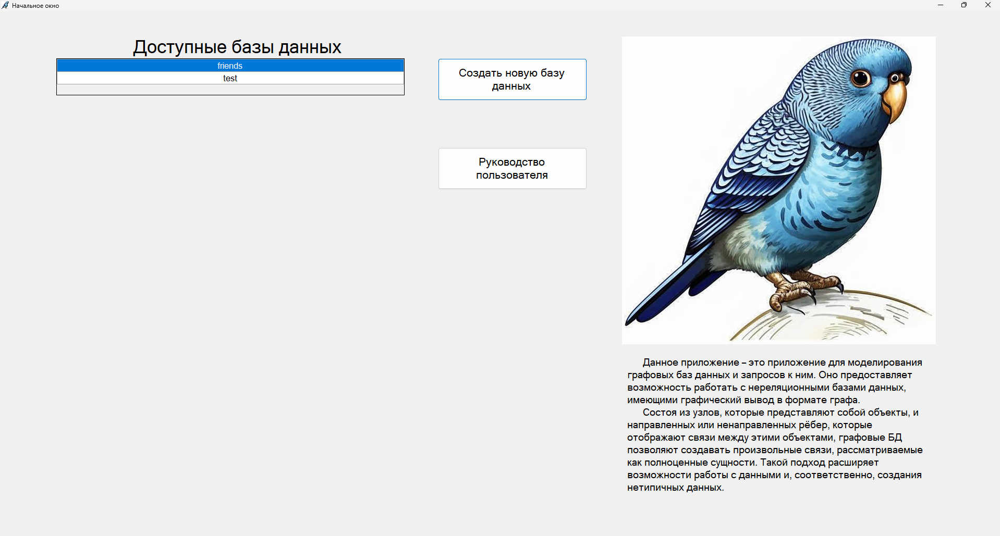 Начальное окно
Доступные базы данных
friends
test
Создать новую базу
данных
Руководство
пользователя
Данное приложение – это приложение для моделирования
графовых баз данных и запросов к ним. Оно предоставляет
возможность работать с нереляционными базами данных,
имеющими графический вывод в формате графа.
Состоя из узлов, которые представляют собой объекты, и
направленных или ненаправленных рёбер, которые
отображают связи между этими объектами, графовые БД
позволяют создавать произвольные связи, рассматриваемые
как полноценные сущности. Такой подход расширяет
возможности работы с данными и, соответственно, создания
нетипичных данных.